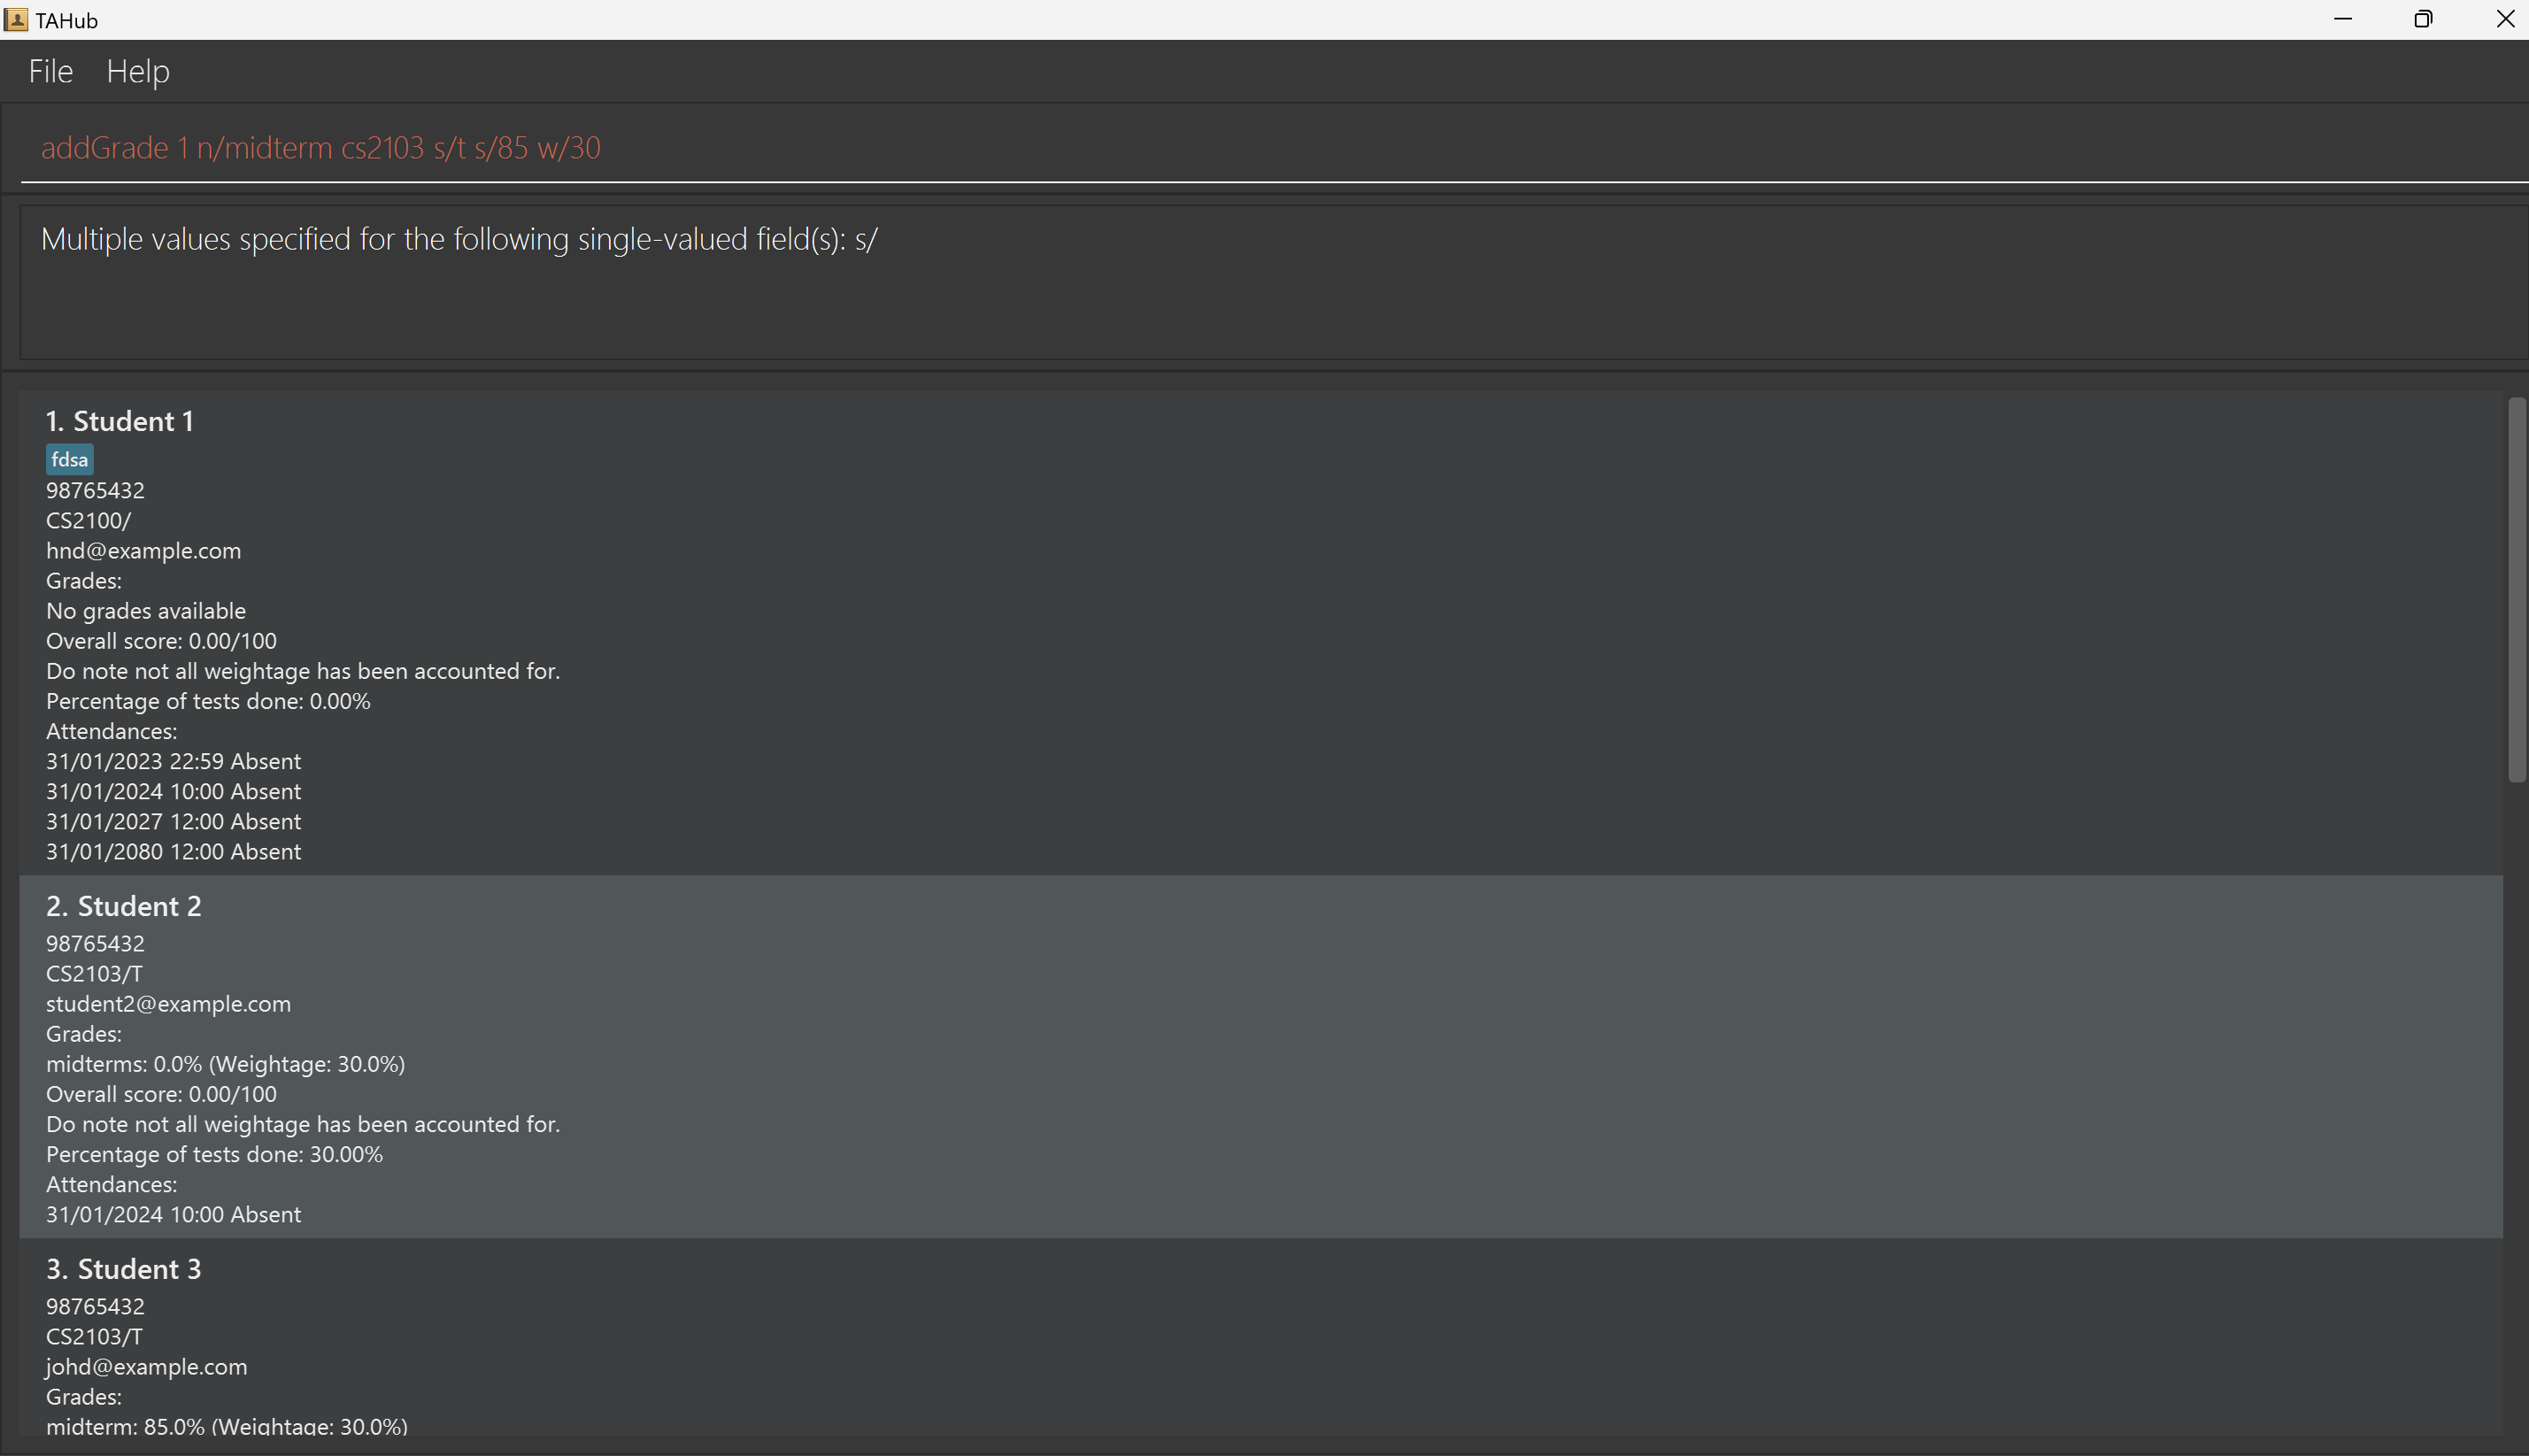 TAHub
File Help
addGrade 1 n/midterm cs2103 s/t s/85 w/30
Multiple values specified for the following single-valued field(s): s/
1. Student 1
fdsa
98765432
CS2100/
hnd@example.com
Grades:
No grades available
Overall score: 0.00/100
Do note not all weightage has been accounted for.
Percentage of tests done: 0.00%
Attendances:
31/01/2023 22:59 Absent
31/01/2024 10:00 Absent
31/01/2027 12:00 Absent
31/01/2080 12:00 Absent
2. Student 2
98765432
CS2103/T
student2@example.com
Grades:
midterms: 0.0% (Weightage: 30.0%)
Overall score: 0.00/100
Do note not all weightage has been accounted for.
Percentage of tests done: 30.00%
Attendances:
31/01/2024 10:00 Absent
3. Student 3
98765432
CS2103/T
johd@example.com
Grades:
midterm: 85.0% (Weightage: 30.0%)